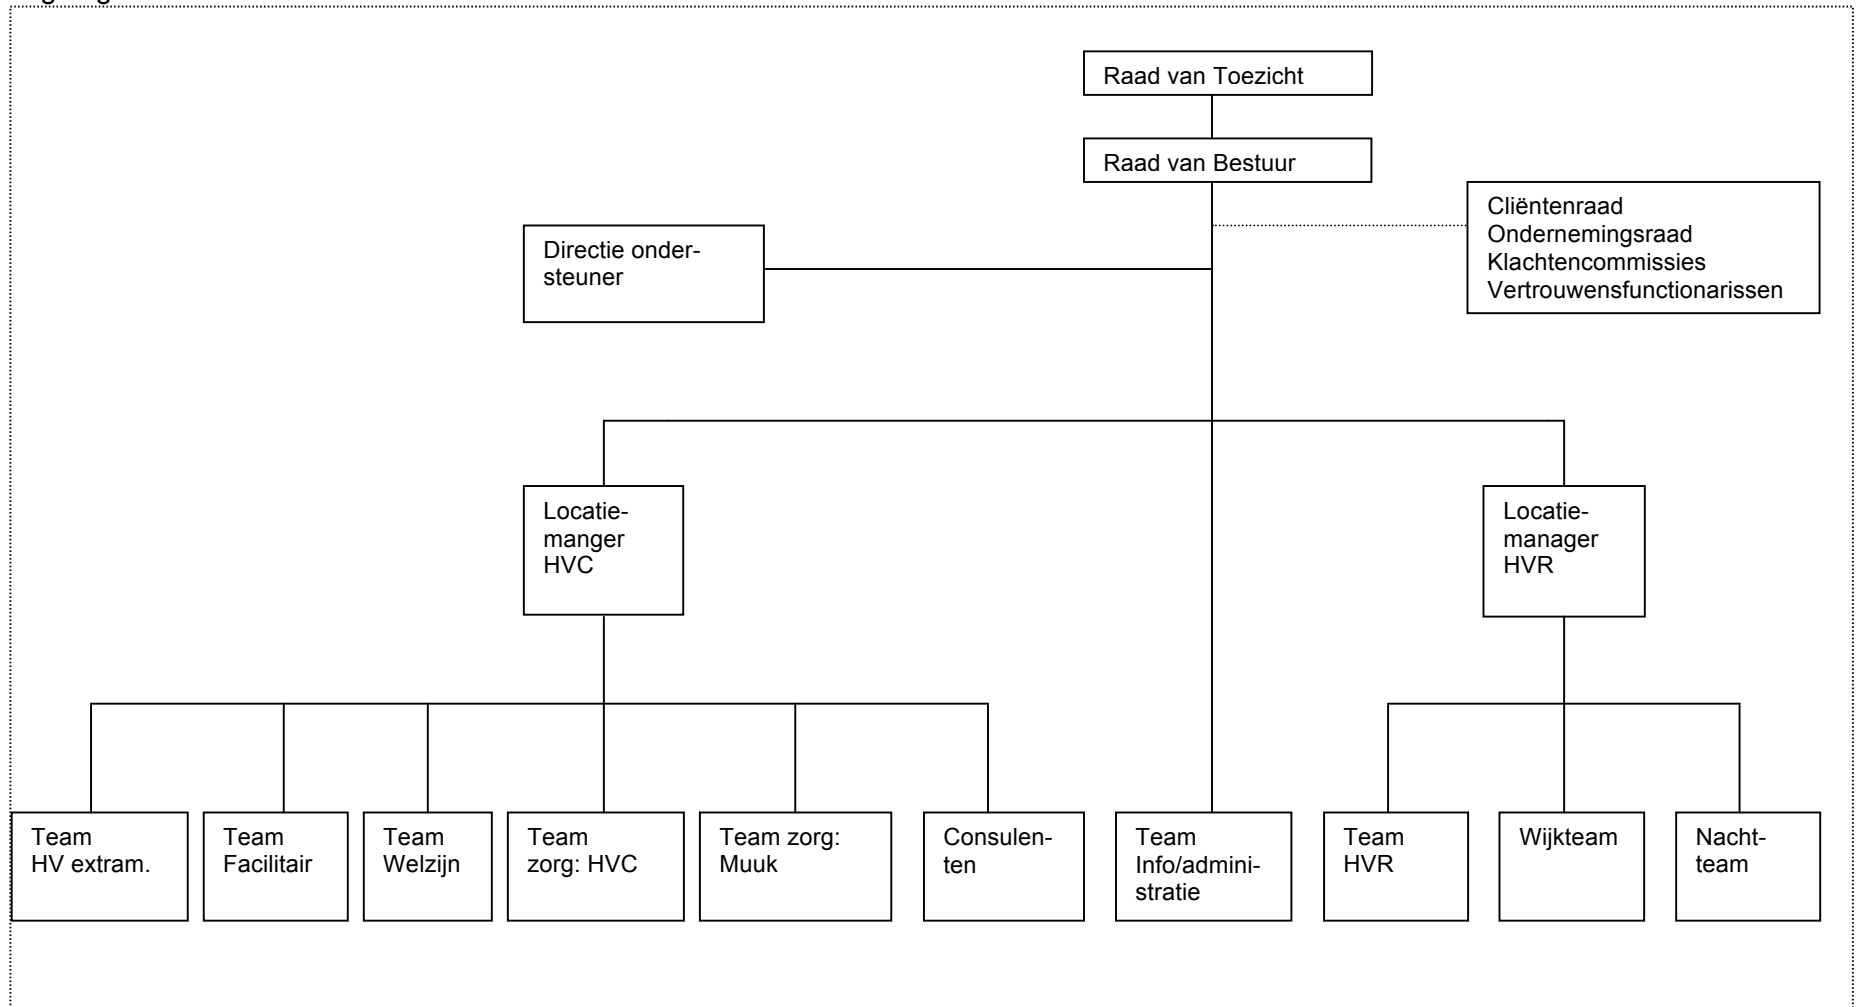 Raad van Toezicht
Raad van Bestuur
Cliëntenraad
Ondernemingsraad
Klachtencommissies
Vertrouwensfunctionarissen
Directie onder-
steuner
Locatie-
manger
HVC
Locatie-
manager
HVR
Team
HV extram.
Team
Facilitair
Team
Welzijn
Team
zorg: HVC
Team zorg:
Muuk
Consulen-
ten
Team
Info/admini-
stratie
Team
HVR
Wijkteam
Nacht-
team